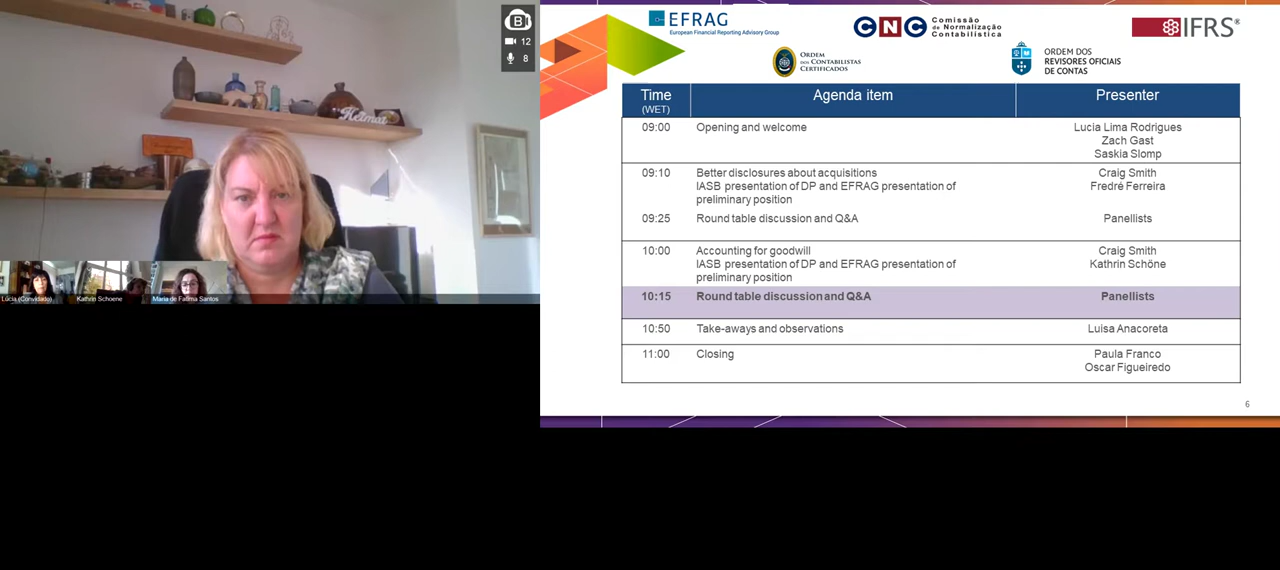 B
12
8
Heimat
Lúcia (Convidado)
Kathrin Schoene
Maria de Fatima Santos
EFRAG
European Financial Reporting Advisory Group
CNC
Comissão
de Normalização
Contabilística
IFRS®
ORDEM
DOS CONTABILISTAS
CERTIFICADOS
ORDEM DOS
REVISORES OFICIAIS
DE CONTAS
Time
(WET)
Agenda item
Presenter
09:00
Opening and welcome
Lucia Lima Rodrigues
Zach Gast
Saskia Slomp
09:10
Better disclosures about acquisitions
IASB presentation of DP and EFRAG presentation of
preliminary position
Craig Smith
Fredré Ferreira
09:25
Round table discussion and Q&A
Panellists
10:00
Accounting for goodwill
IASB presentation of DP and EFRAG presentation of
preliminary position
Craig Smith
Kathrin Schöne
10:15
Round table discussion and Q&A
Panellists
10:50
Take-aways and observations
Luisa Anacoreta
11:00
Closing
Paula Franco
Oscar Figueiredo
6